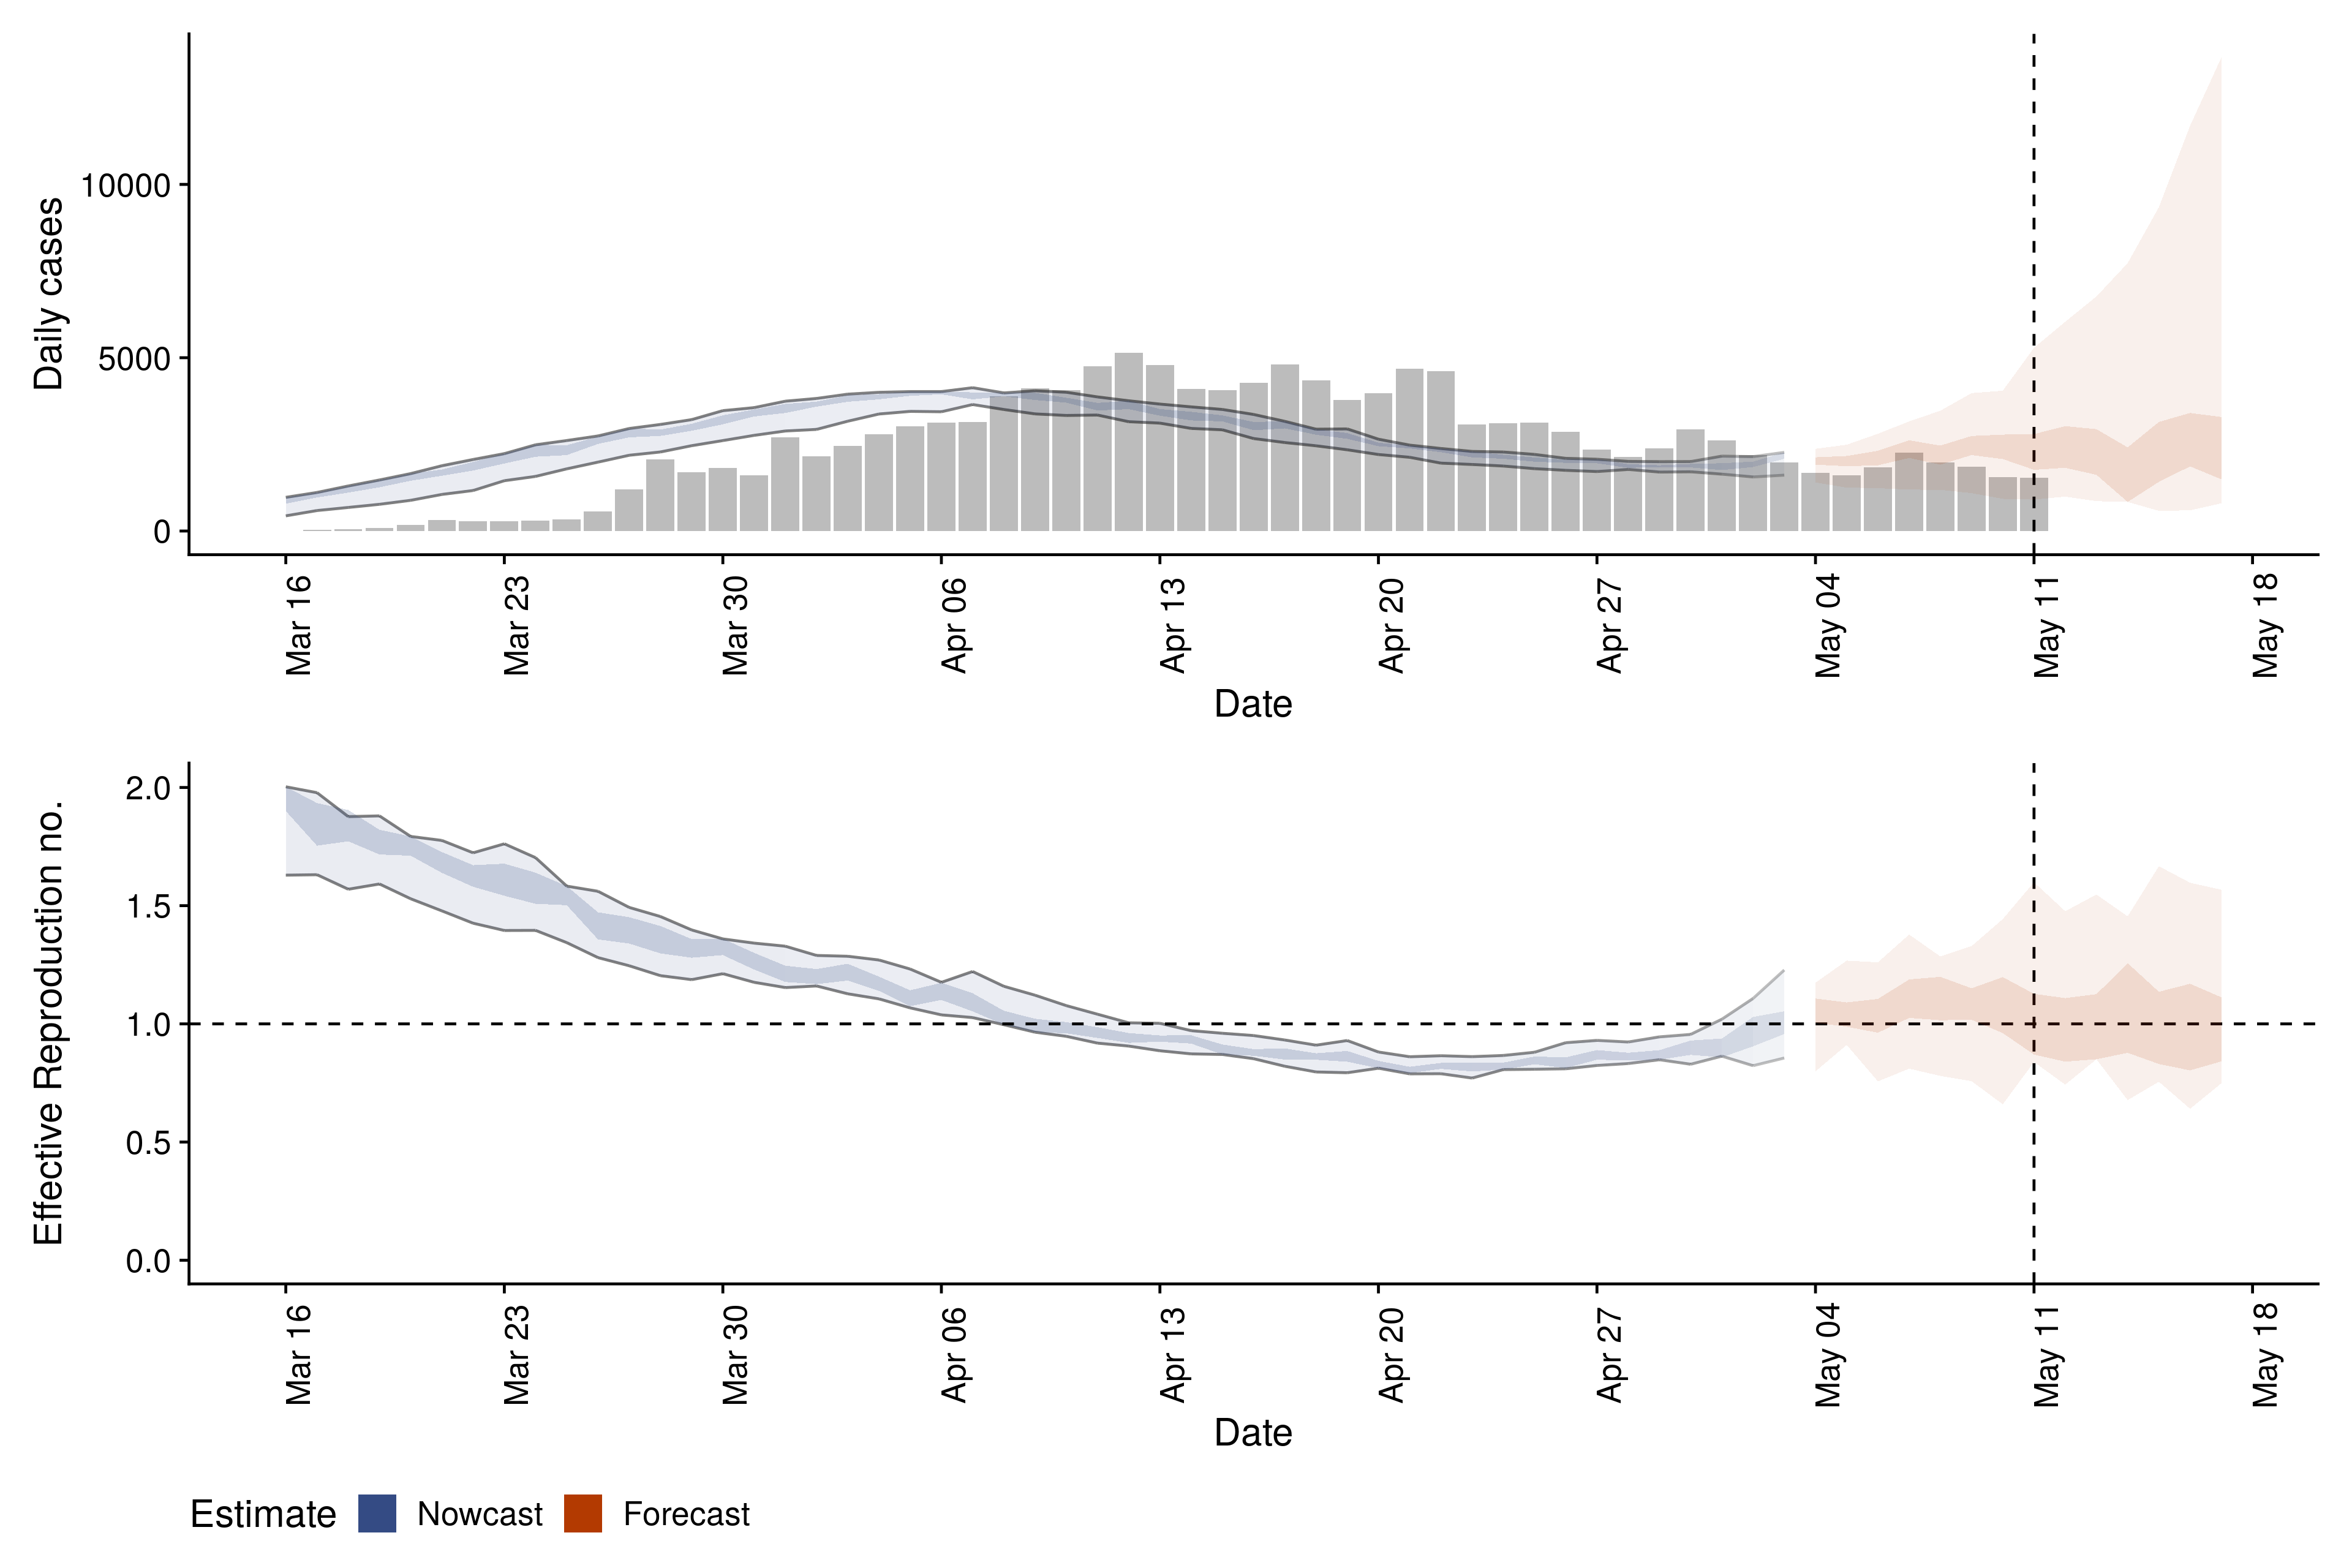 Daily cases
10000
5000
0
Mar 16
Mar 23
Mar 30
Apr 06
Apr 13
Apr 20
Apr 27
May 04
May 11
May 18
Date
Effective Reproduction no.
2.0
1.5
1.0
0.5
0.0
Mar 16
Mar 23
Mar 30
Apr 06
Apr 13
Apr 20
Apr 27
May 04
May 11
May 18
Date
Estimate Nowcast Forecast